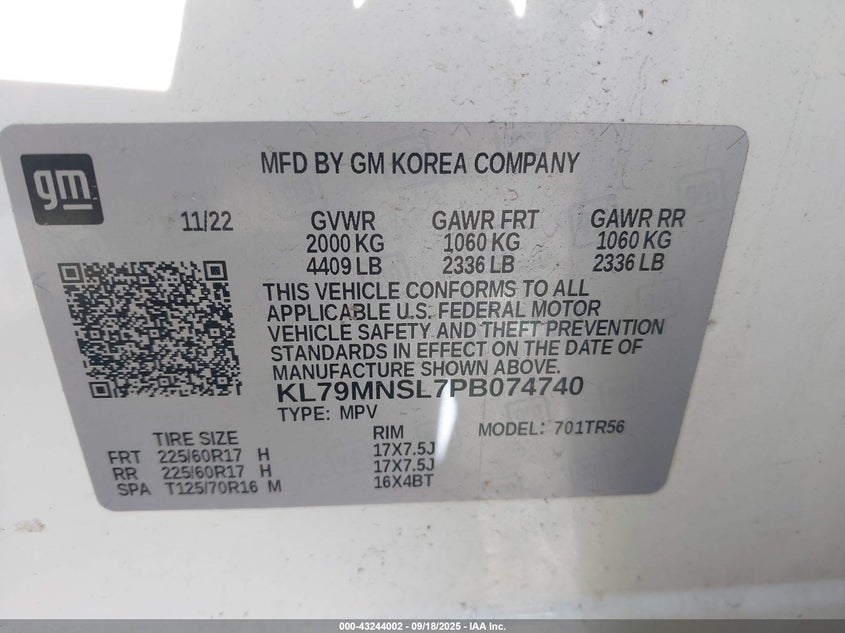 gm
MFD BY GM KOREA COMPANY
11/22 GVWR GAWR FRT GAWR RR
2000 KG 1060 KG 1060 KG
4409 LB 2336 LB 2336 LB
THIS VEHICLE CONFORMS TO ALL
APPLICABLE U.S. FEDERAL MOTOR
VEHICLE SAFETY AND THEFT PREVENTION
STANDARDS IN EFFECT ON THE DATE OF
MANUFACTURE SHOWN ABOVE.
KL79MNSL7PB074740
TYPE: MPV
MODEL: 701TR56
TIRE SIZE RIM
FRT 225/60R17 H 17X7.5J
RR 225/60R17 H 17X7.5J
SPA T125/70R16 M 16X4BT
000-43244002 - 09/18/2025 - IAA Inc.